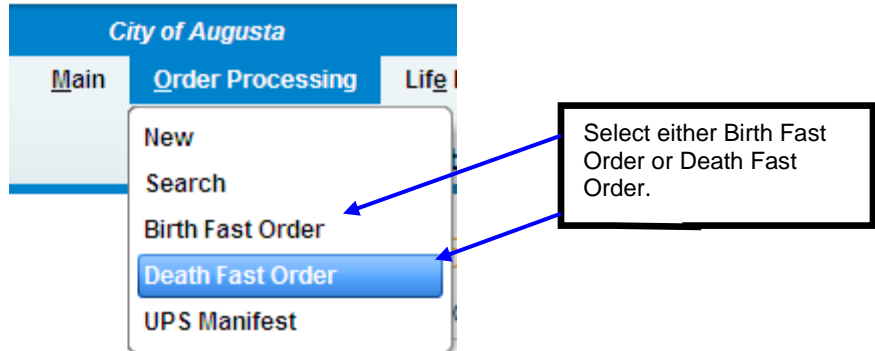 City of Augusta
Main Order Processing Life
New
Search
Birth Fast Order
Death Fast Order
UPS Manifest
Select either Birth Fast
Order or Death Fast
Order.